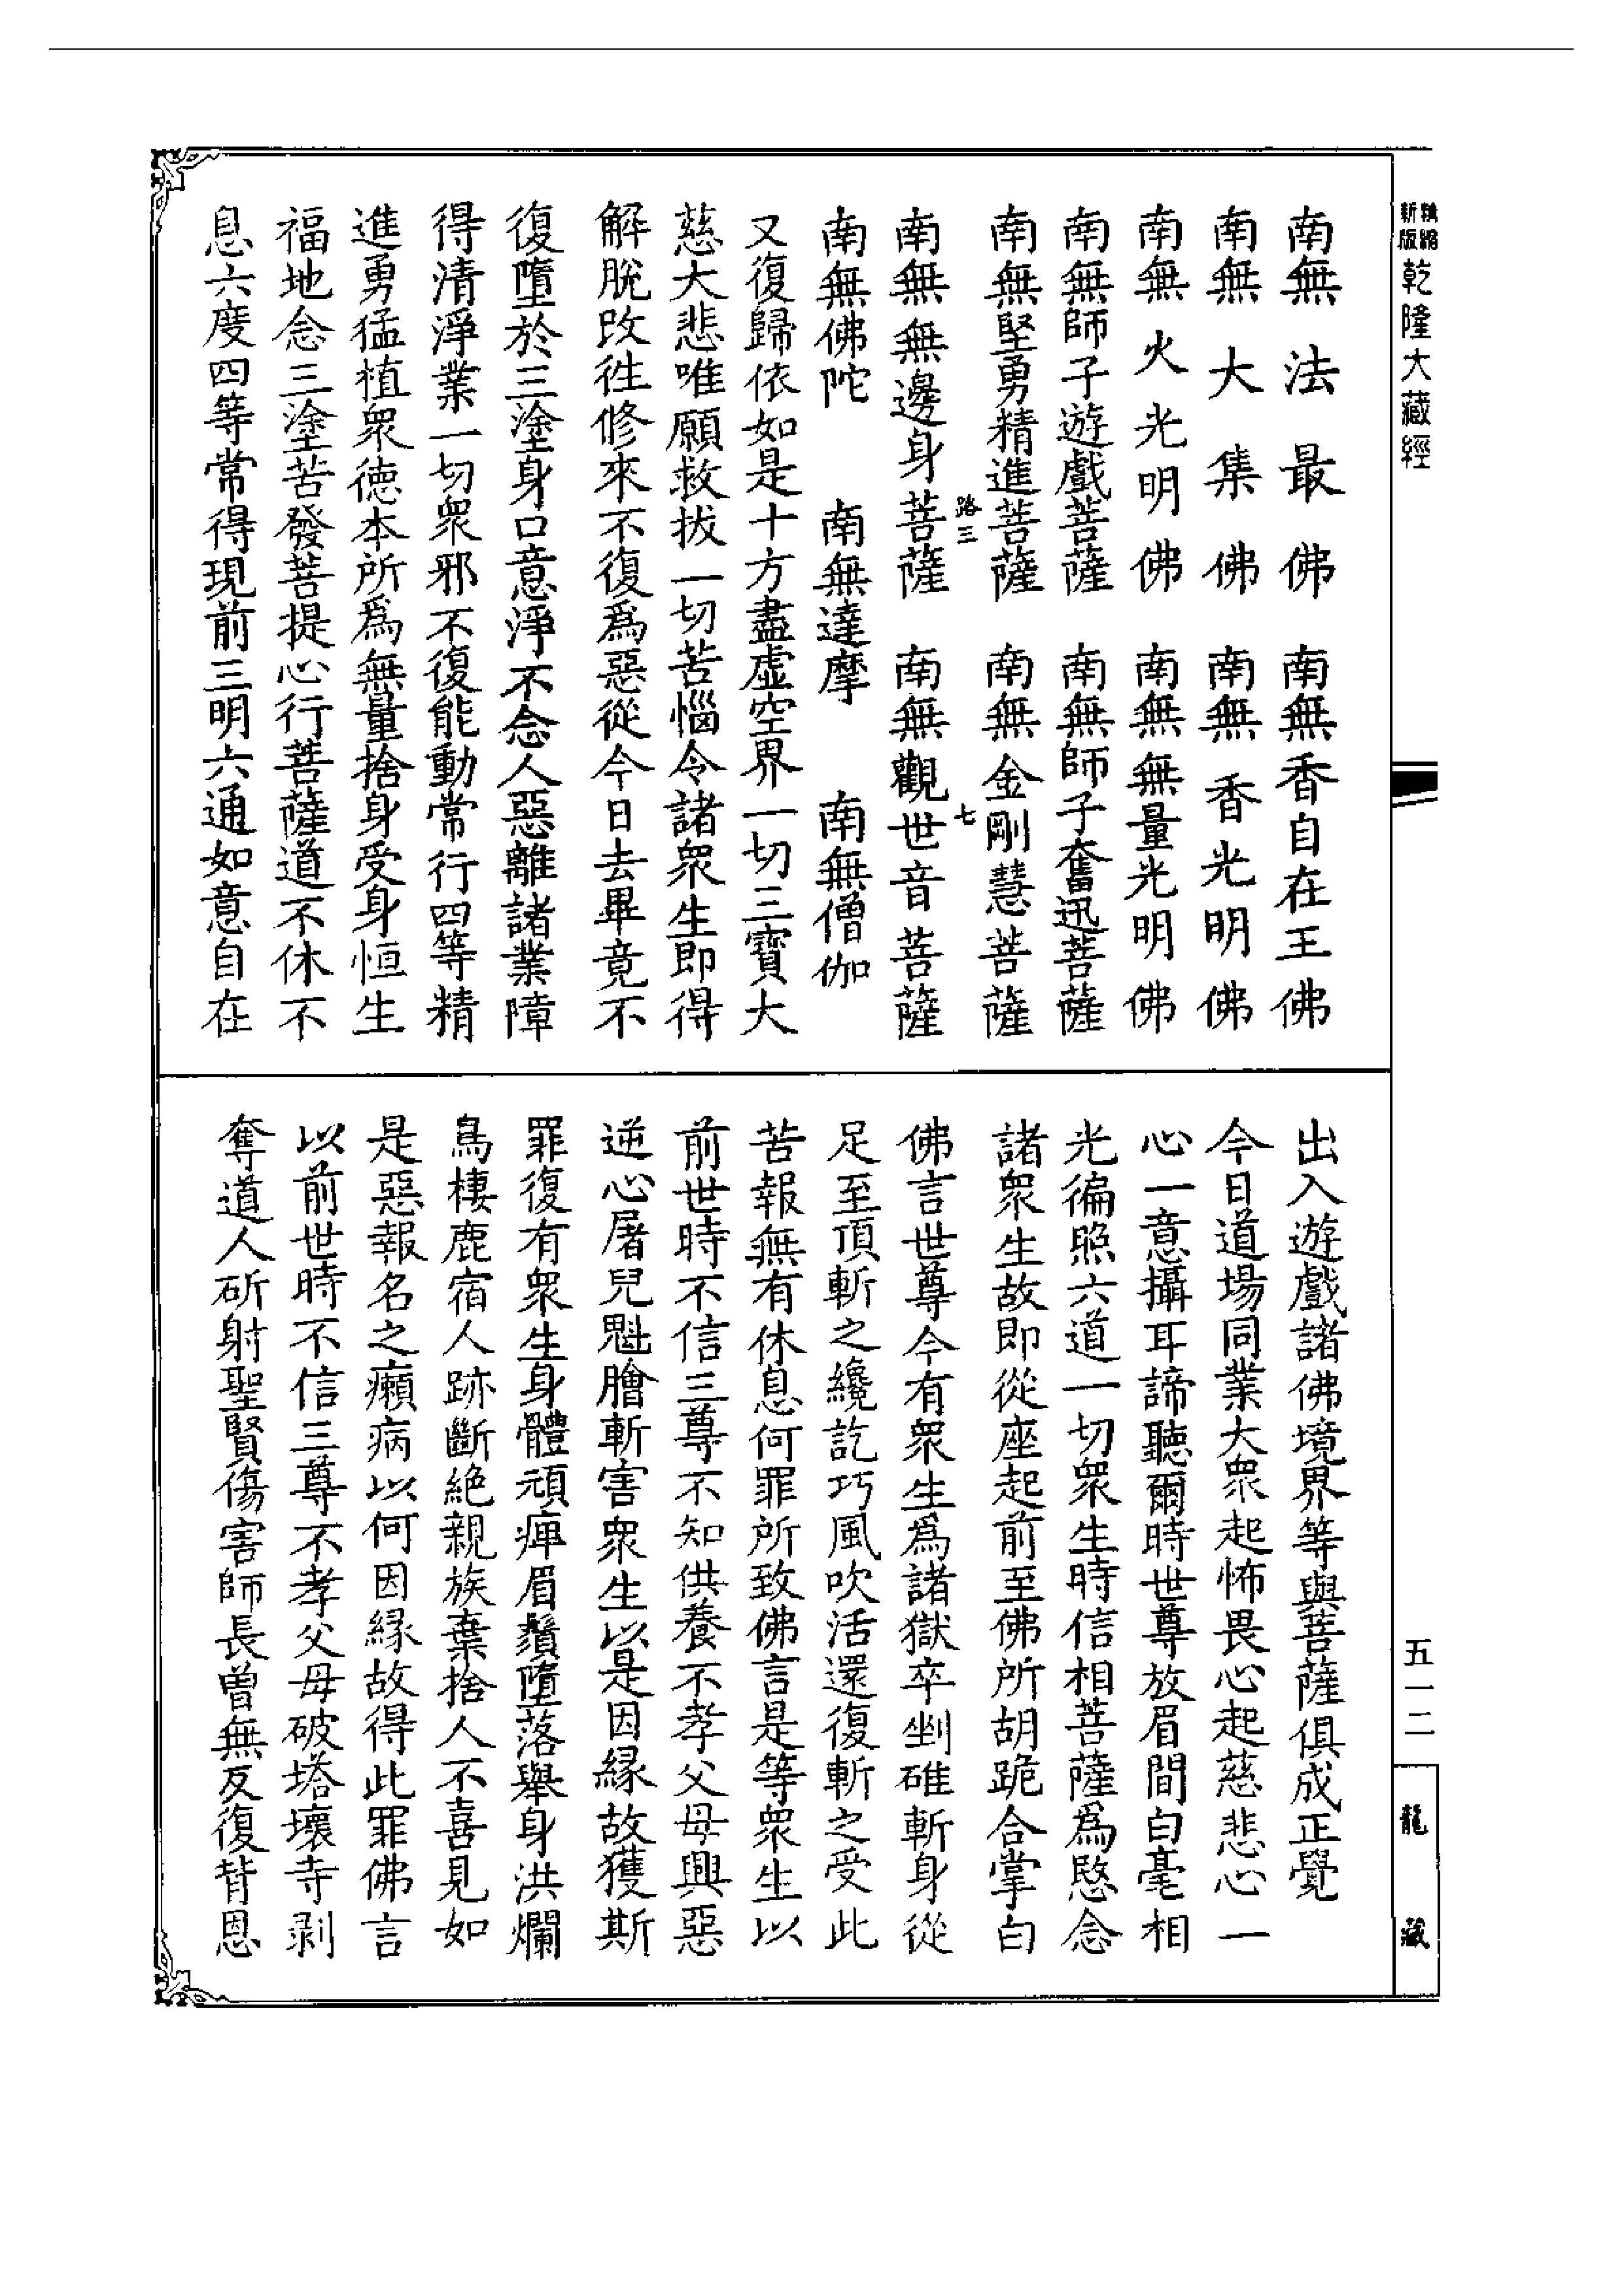 精縮新版乾隆大藏經
南無法最佛 南無香自在王佛
南無大集佛 南無香光明佛
南無火光明佛 南無無量光明佛
南無師子遊戲菩薩 南無師子奮迅菩薩
南無堅勇精進菩薩 南無金剛慧菩薩
路三 七
南無無邊身菩薩 南無觀世音菩薩
南無佛陀 南無達摩 南無僧伽
又復歸依如是十方盡虛空界一切三寶大
慈大悲唯願救拔一切苦惱令諸衆生即得
解脫改往修來不復爲惡從今日去畢竟不
復墮於三塗身口意淨不念人惡離諸業障
得清淨業一切衆邪不復能動常行四等精
進勇猛植衆德本所爲無量捨身受身恒生
福地念三塗苦發菩提心行菩薩道不休不
息六度四等常得現前三明六通如意自在
出入遊戲諸佛境界等與菩薩俱成正覺
今日道場同業大衆起怖畏心起慈悲心一
心一意攝耳諦聽爾時世尊放眉間白毫相
光徧照六道一切衆生時信相菩薩爲愍念
諸衆生故即從座起前至佛所胡跪合掌白
佛言世尊今有衆生爲諸獄卒剉碓斬身從
足至頂斬之纔訖巧風吹活還復斬之受此
苦報無有休息何罪所致佛言是等衆生以
前世時不信三尊不知供養不孝父母興惡
逆心屠兒魁膾斬害衆生以是因緣故獲斯
罪復有衆生身體頑痺眉鬚墮落舉身洪爛
鳥棲鹿宿人跡斷絕親族棄捨人不喜見如
是惡報名之癩病以何因緣故得此罪佛言
以前世時不信三尊不孝父母破塔壞寺剥
奪道人斫射聖賢傷害師長曾無反復背恩
五一二
龍藏